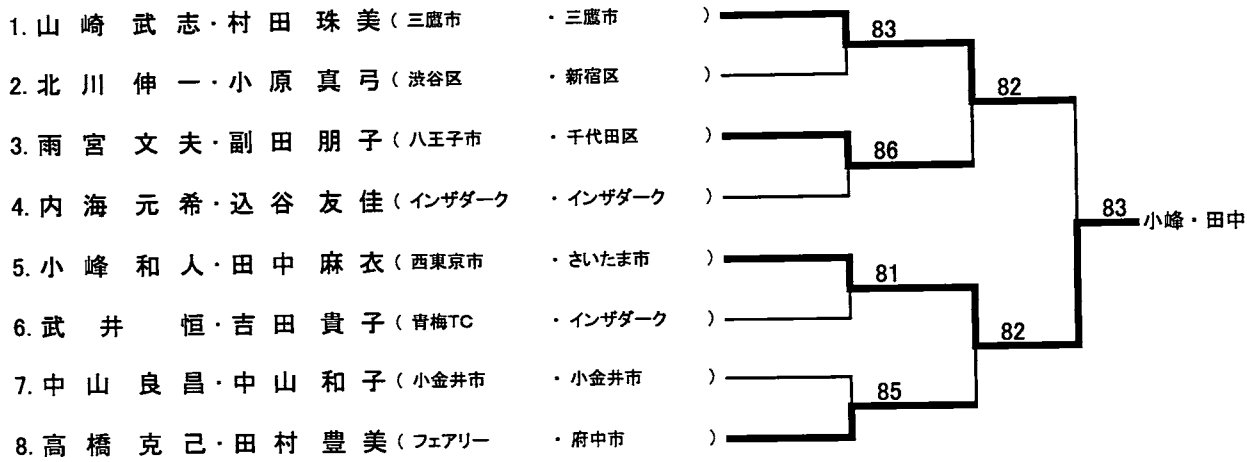 1. 山崎武志・村田珠美(三鷹市・三鷹市)
83
2. 北川伸一・小原真弓(渋谷区・新宿区)
82
3. 雨宮文夫・副田朋子(八王子市・千代田区)
86
4. 内海元希・込谷友佳(インザダーク・インザダーク)
83 小峰・田中
5. 小峰和人・田中麻衣(西東京市・さいたま市)
81
6. 武井恒・吉田貴子(青梅TC・インザダーク)
82
7. 中山良昌・中山和子(小金井市・小金井市)
85
8. 高橋克己・田村豊美(フェアリー・府中市)